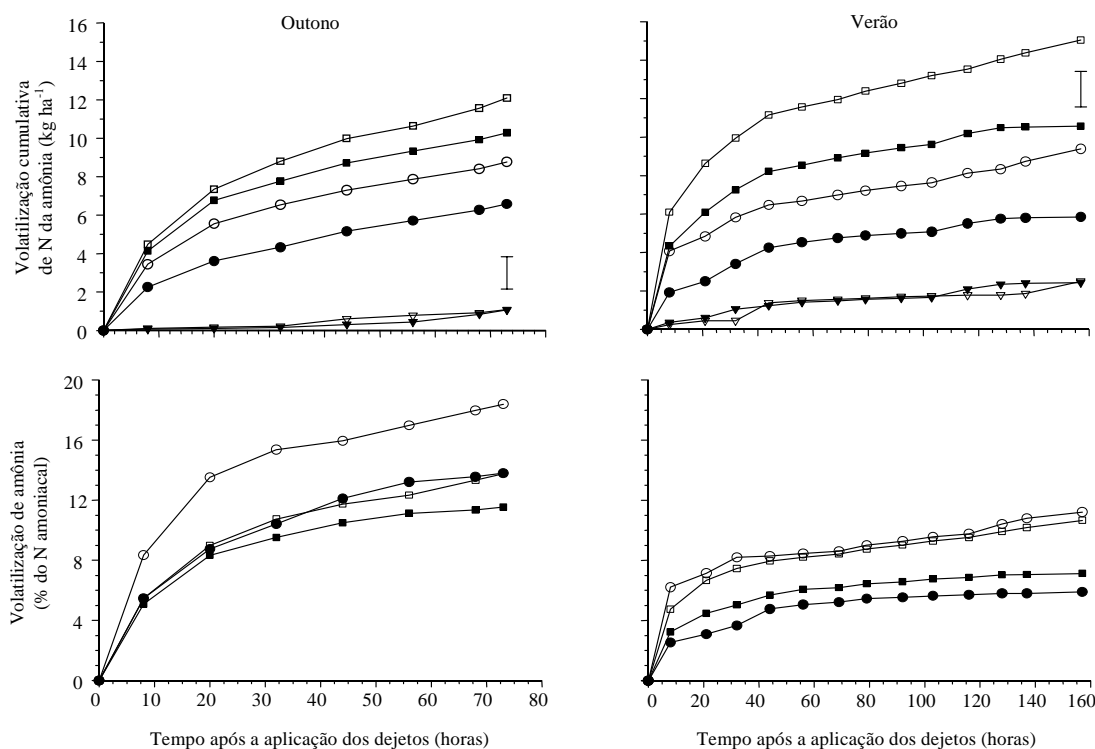 Outono
Verão
Volatilização cumulativa
de N da amônia (kg ha⁻¹)
16
14
12
10
8
6
4
2
0
Volatilização de amônia
(% do N amoniacal)
20
16
12
8
4
0
0 10 20 30 40 50 60 70 80
0 20 40 60 80 100 120 140 160
Tempo após a aplicação dos dejetos (horas)
Tempo após a aplicação dos dejetos (horas)